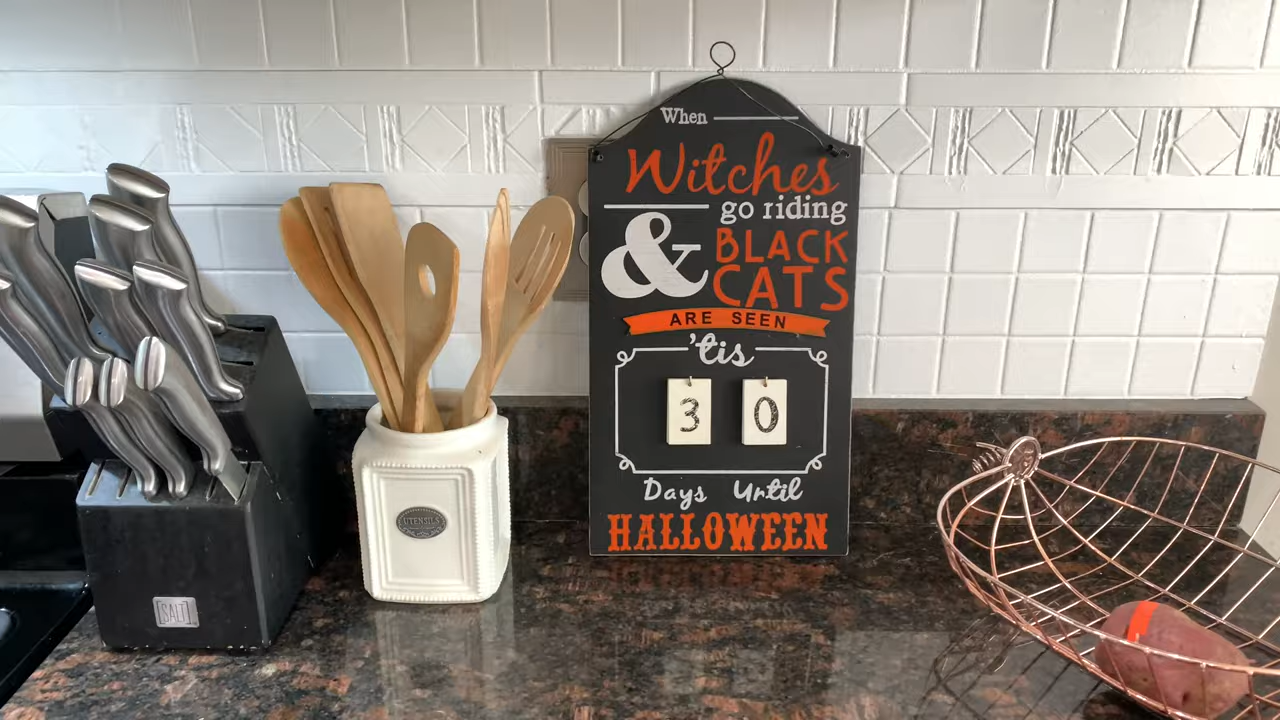 When
Witches
go riding
& BLACK
CATS
ARE SEEN
'tis
3 0
Days Until
HALLOWEEN
UTENSILS
[SALT]